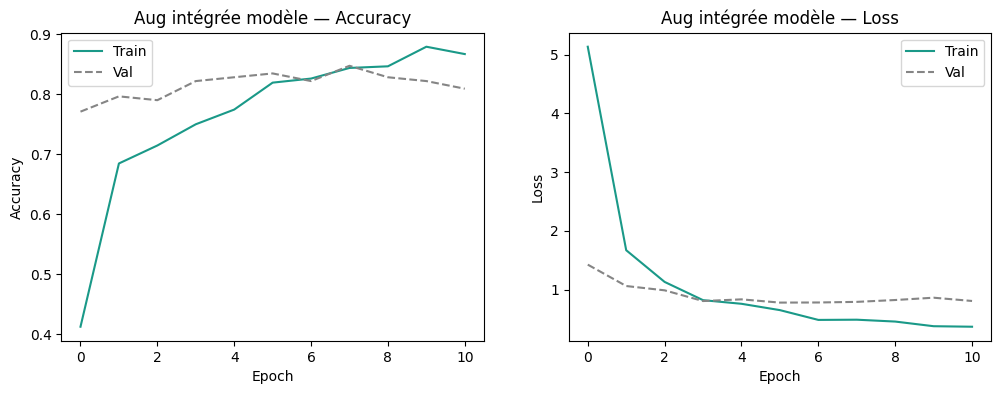 Aug intégrée modèle — Accuracy
Train
Val
0.9
0.8
0.7
0.6
0.5
0.4
Accuracy
0 2 4 6 8 10
Epoch
Aug intégrée modèle — Loss
Train
Val
5
4
3
2
1
Loss
0 2 4 6 8 10
Epoch